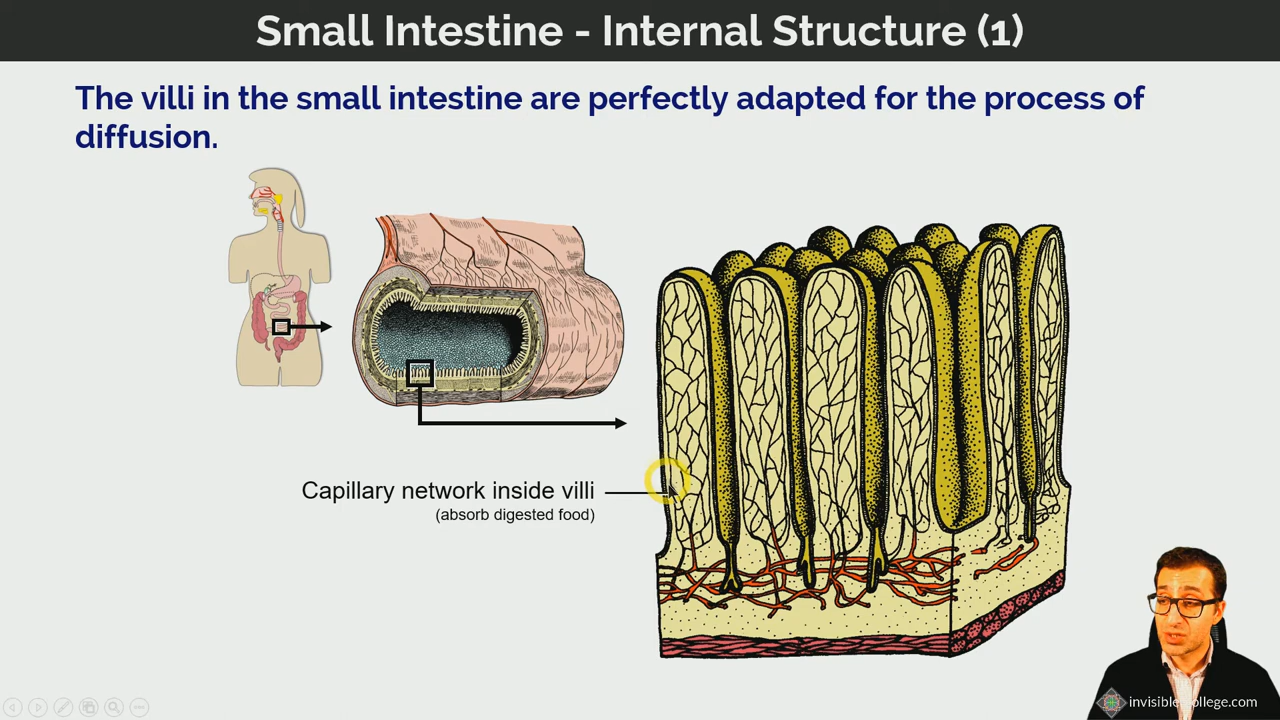 Small Intestine - Internal Structure (1)
The villi in the small intestine are perfectly adapted for the process of
diffusion.
Capillary network inside villi
(absorb digested food)
invisiblecollege.com